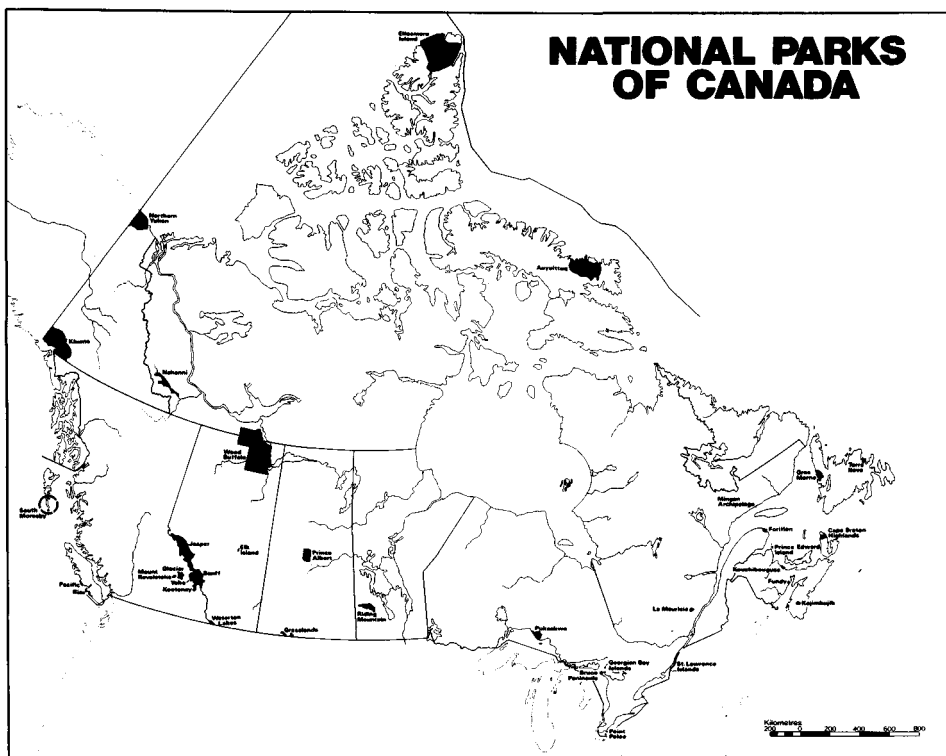 NATIONAL PARKS
OF CANADA
Ellesmere
Island
Northern
Yukon
Auyuittuq
Kluane
Nahanni
Wood
Buffalo
South
Moresby
Gros
Morne
Terra
Nova
Mingan
Archipelago
Jasper
Elk
Island
Prince
Albert
Forillon
Cape Breton
Highlands
Prince Edward
Island
Glacier
Mount
Revelstoke
Yoho
Banff
Kootenay
Kouchibouguac
Fundy
Kejimkujik
Pacific
Rim
Waterton
Lakes
Grasslands
Riding
Mountain
La Mauricie
Pukaskwa
Georgian Bay
Islands
Bruce
Peninsula
St. Lawrence
Islands
Point
Pelee
Kilometres
200 0 200 400 600 800